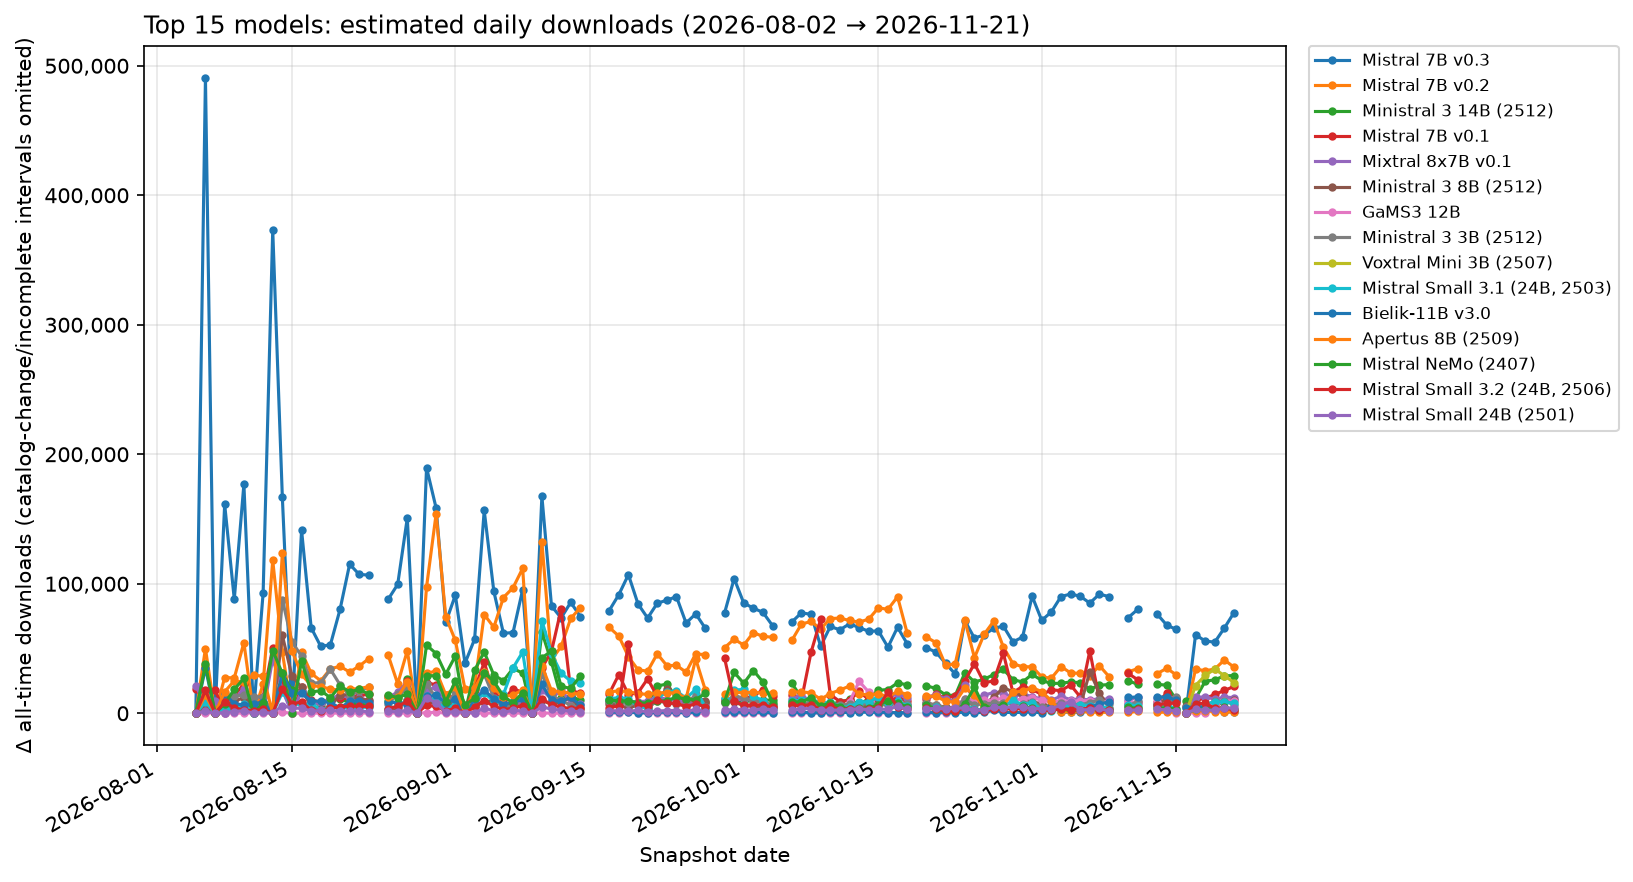 Top 15 models: estimated daily downloads (2026-08-02 → 2026-11-21)
Δ all-time downloads (catalog-change/incomplete intervals omitted)
500,000
400,000
300,000
200,000
100,000
0
2026-08-01
2026-08-15
2026-09-01
2026-09-15
2026-10-01
2026-10-15
2026-11-01
2026-11-15
Snapshot date
Mistral 7B v0.3
Mistral 7B v0.2
Ministral 3 14B (2512)
Mistral 7B v0.1
Mixtral 8x7B v0.1
Ministral 3 8B (2512)
GaMS3 12B
Ministral 3 3B (2512)
Voxtral Mini 3B (2507)
Mistral Small 3.1 (24B, 2503)
Bielik-11B v3.0
Apertus 8B (2509)
Mistral NeMo (2407)
Mistral Small 3.2 (24B, 2506)
Mistral Small 24B (2501)